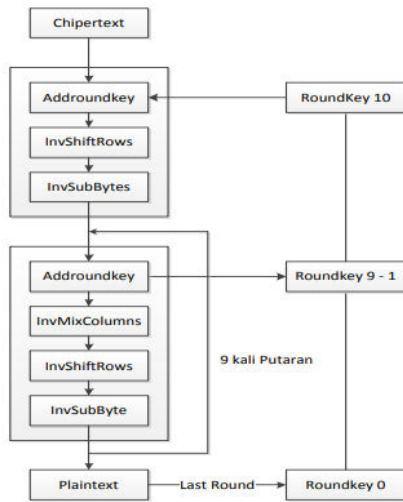 Chipertext
Addroundkey
RoundKey 10
InvShiftRows
InvSubBytes
Addroundkey
Roundkey 9 - 1
InvMixColumns
InvShiftRows
9 kali Putaran
InvSubByte
Plaintext
Last Round
Roundkey 0